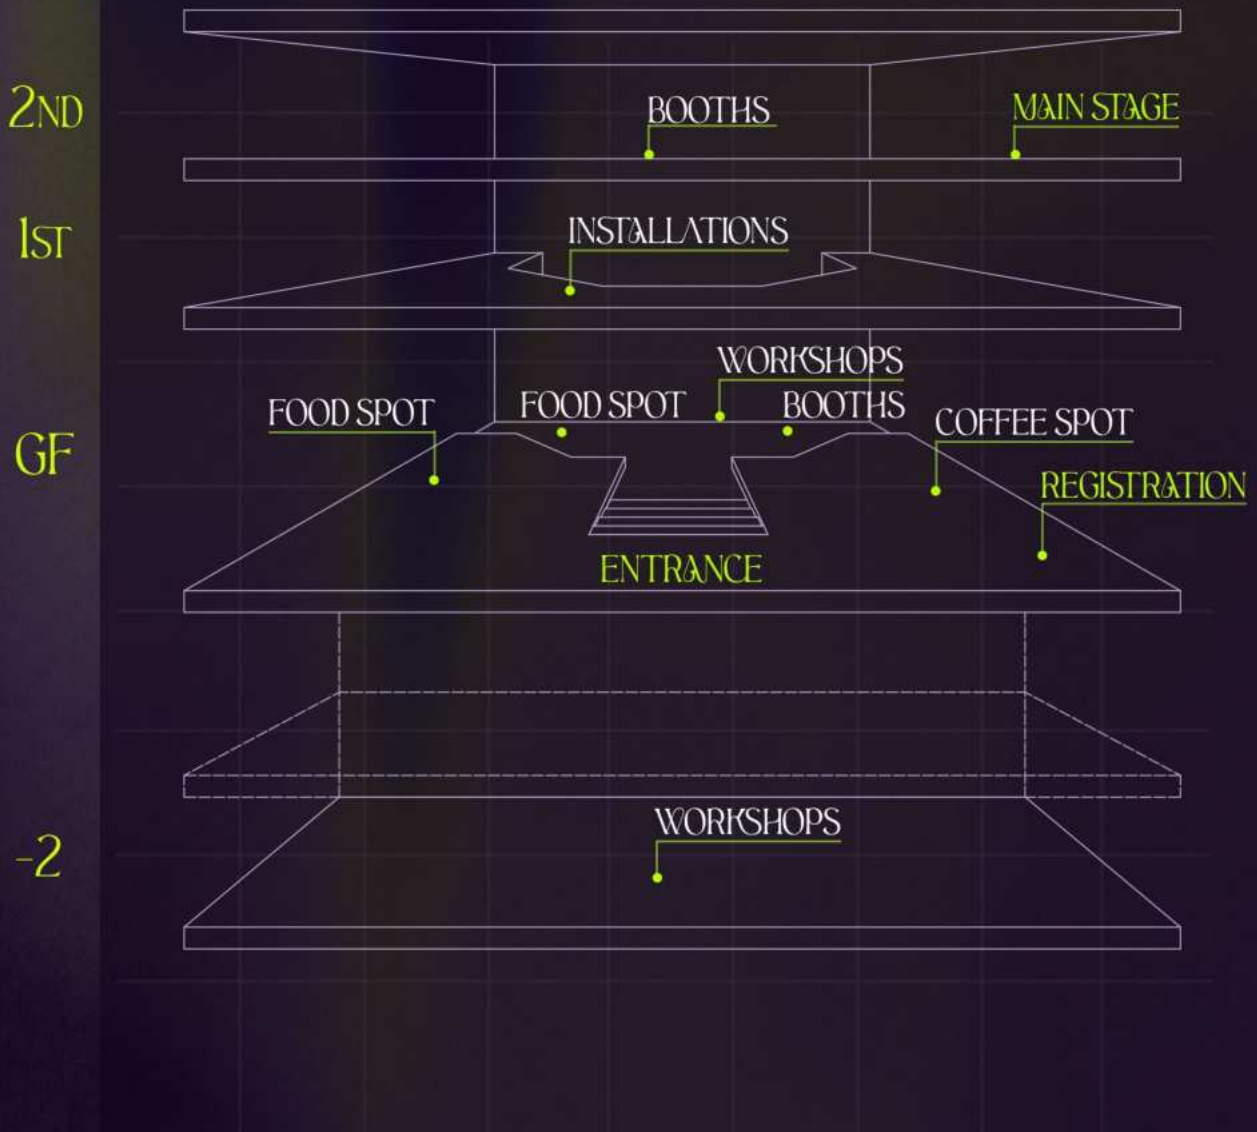 2ND
BOOTHS
MAIN STAGE
1ST
INSTALLATIONS
WORKSHOPS
FOOD SPOT
FOOD SPOT
BOOTHS
COFFEE SPOT
GF
REGISTRATION
ENTRANCE
WORKSHOPS
-2